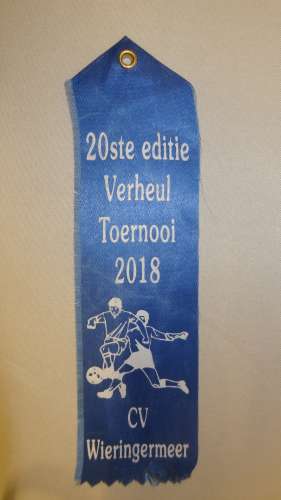 20ste editie
Verheul
Toernooi
2018
CV
Wieringermeer